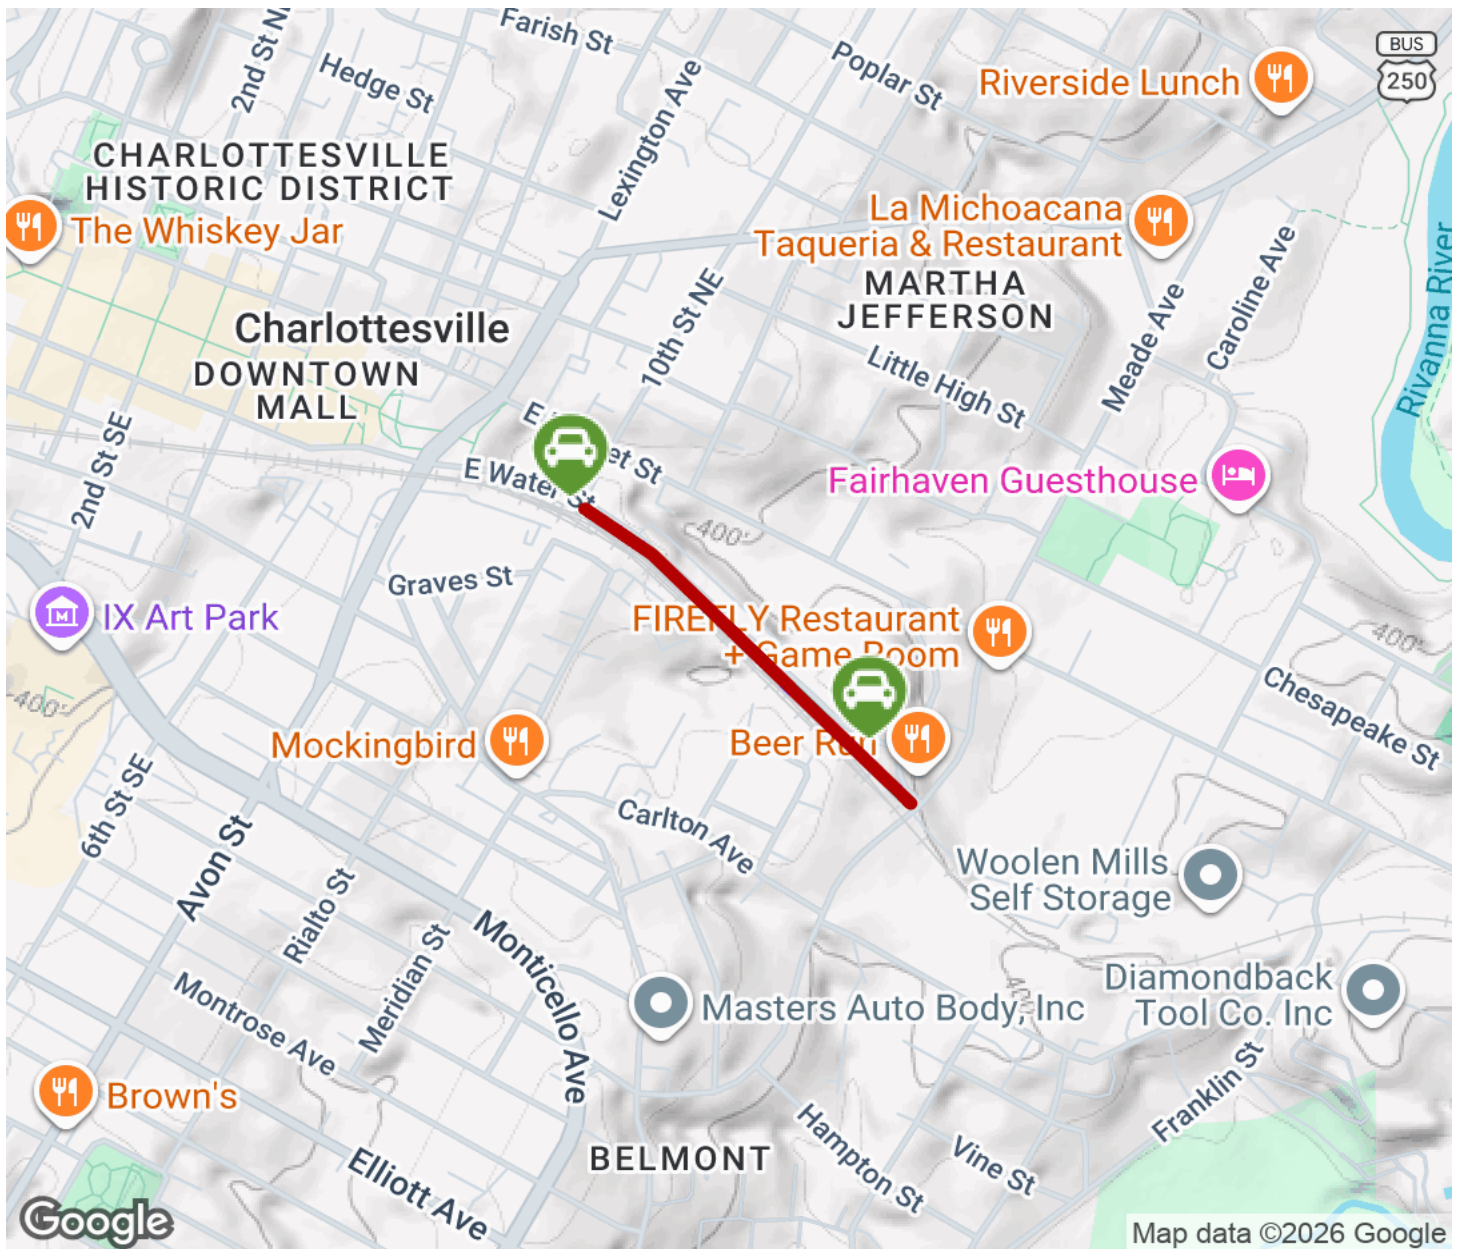 Farish St
2nd St N
Hedge St
Poplar St
Riverside Lunch
BUS
250
Lexington Ave
CHARLOTTESVILLE
HISTORIC DISTRICT
The Whiskey Jar
La Michoacana
Taqueria & Restaurant
MARTHA
JEFFERSON
Caroline Ave
Rivanna River
Charlottesville
DOWNTOWN
MALL
10th St NE
Little High St
Meade Ave
2nd St SE
E
et St
E Water St
Fairhaven Guesthouse
400'
Graves St
IX Art Park
FIREFLY Restaurant
+ Game Room
400'
Chesapeake St
400'
Mockingbird
Beer Run
6th St SE
Avon St
Carlton Ave
Woolen Mills
Self Storage
Rialto St
Meridian St
Monticello Ave
Montrose Ave
Masters Auto Body, Inc
Diamondback
Tool Co. Inc
Brown's
Franklin St
BELMONT
Hampton St
Vine St
Elliott Ave
Google
Map data ©2026 Google